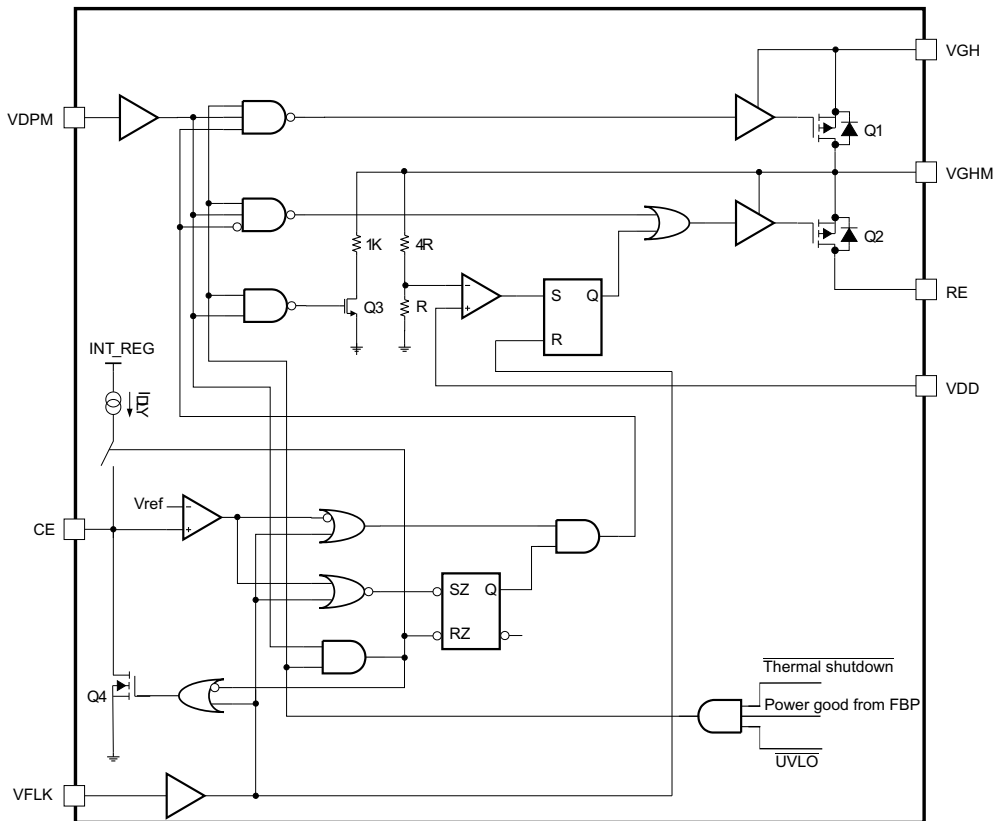 VGH
VDPM
Q1
VGHM
1K
4R
Q2
Q3
R
S
Q
R
RE
INT_REG
IDLY
VDD
Vref
CE
SZ
Q
RZ
Thermal shutdown
Q4
Power good from FBP
UVLO
VFLK